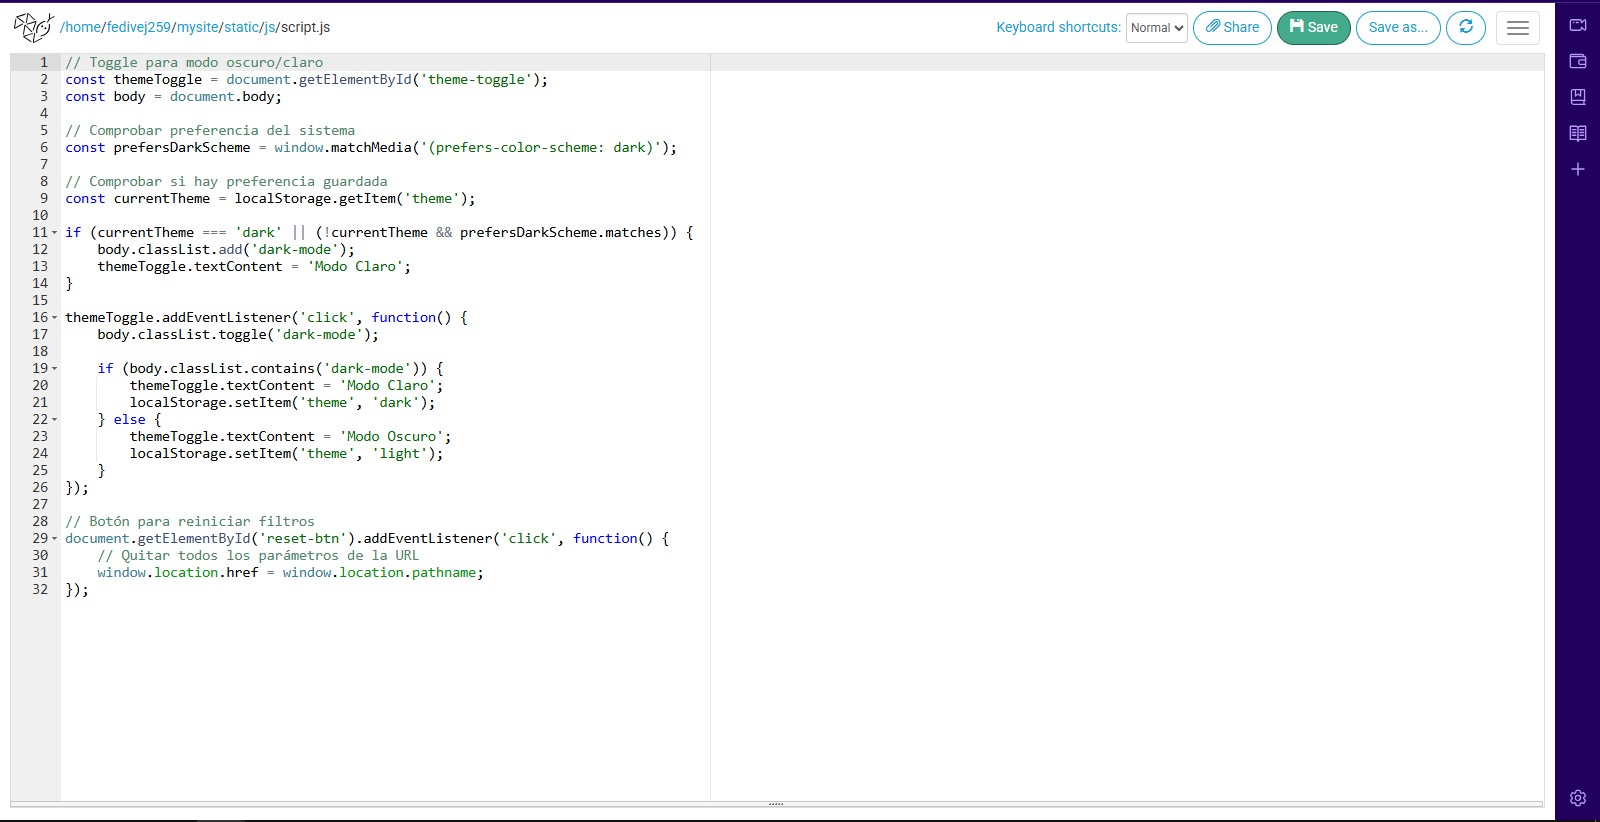 /home/fedivej259/mysite/static/js/script.js Keyboard shortcuts: Normal Share Save Save as...
1 // Toggle para modo oscuro/claro
2 const themeToggle = document.getElementById('theme-toggle');
3 const body = document.body;
4
5 // Comprobar preferencia del sistema
6 const prefersDarkScheme = window.matchMedia('(prefers-color-scheme: dark)');
7
8 // Comprobar si hay preferencia guardada
9 const currentTheme = localStorage.getItem('theme');
10
11 if (currentTheme === 'dark' || (!currentTheme && prefersDarkScheme.matches)) {
12     body.classList.add('dark-mode');
13     themeToggle.textContent = 'Modo Claro';
14 }
15
16 themeToggle.addEventListener('click', function() {
17     body.classList.toggle('dark-mode');
18
19     if (body.classList.contains('dark-mode')) {
20         themeToggle.textContent = 'Modo Claro';
21         localStorage.setItem('theme', 'dark');
22     } else {
23         themeToggle.textContent = 'Modo Oscuro';
24         localStorage.setItem('theme', 'light');
25     }
26 });
27
28 // Botón para reiniciar filtros
29 document.getElementById('reset-btn').addEventListener('click', function() {
30     // Quitar todos los parámetros de la URL
31     window.location.href = window.location.pathname;
32 });